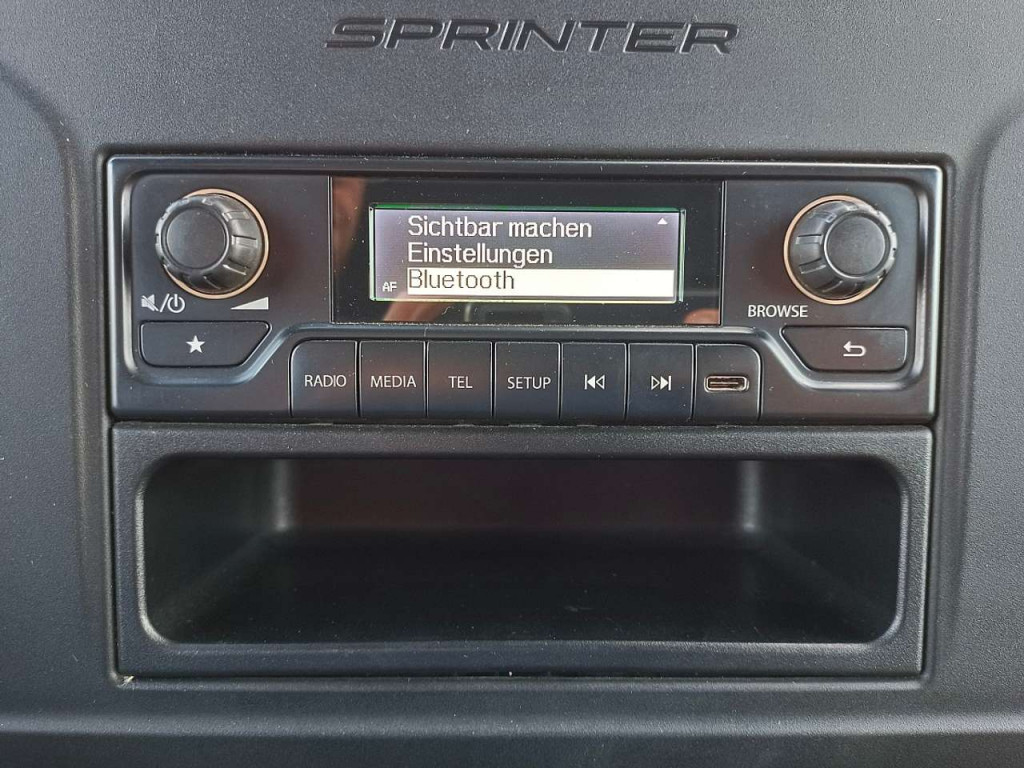 SPRINTER
Sichtbar machen
Einstellungen
AF Bluetooth
BROWSE
RADIO MEDIA TEL SETUP